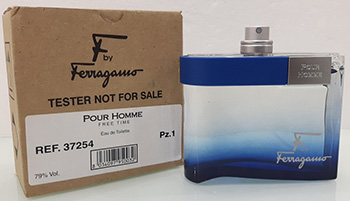 F
by
Ferragamo
TESTER NOT FOR SALE
POUR HOMME
FREE TIME
Eau de Toilette
Pz.1
REF. 37254
79% Vol.
POUR
HOMME
F
by
Ferragamo